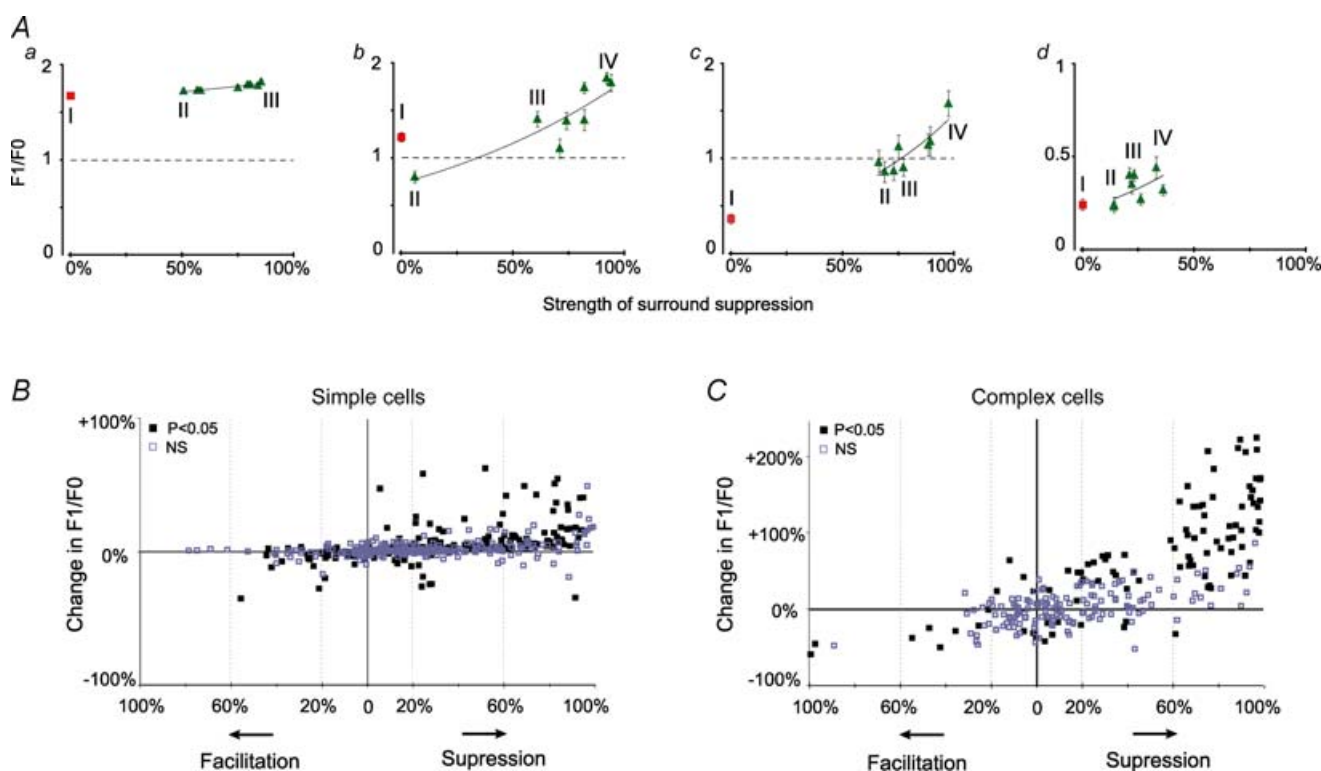 A
a
b
c
d
F1/F0
2
1
0
I
II
III
0%
50%
100%
2
1
0
I
II
III
IV
0%
50%
100%
2
1
0
I
II
III
IV
0%
50%
100%
1
0.5
0
I
II
III
IV
0%
50%
100%
Strength of surround suppression
B
Simple cells
Change in F1/F0
+100%
0%
-100%
P<0.05
NS
100%
60%
20%
0
20%
60%
100%
Facilitation
Supression
C
Complex cells
Change in F1/F0
+200%
+100%
0%
-100%
P<0.05
NS
100%
60%
20%
0
20%
60%
100%
Facilitation
Supression